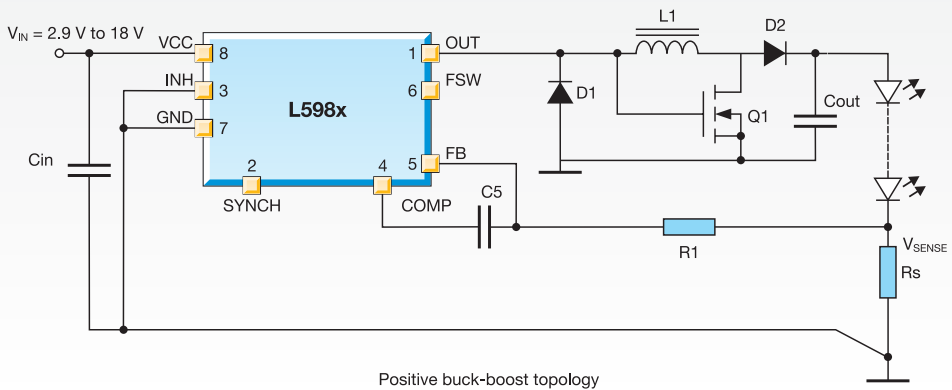 V_IN = 2.9 V to 18 V
VCC
8
INH
3
GND
7
L598x
1
OUT
6
FSW
5
FB
2
SYNCH
4
COMP
Cin
C5
L1
D1
D2
Q1
Cout
R1
V_SENSE
Rs
Positive buck-boost topology